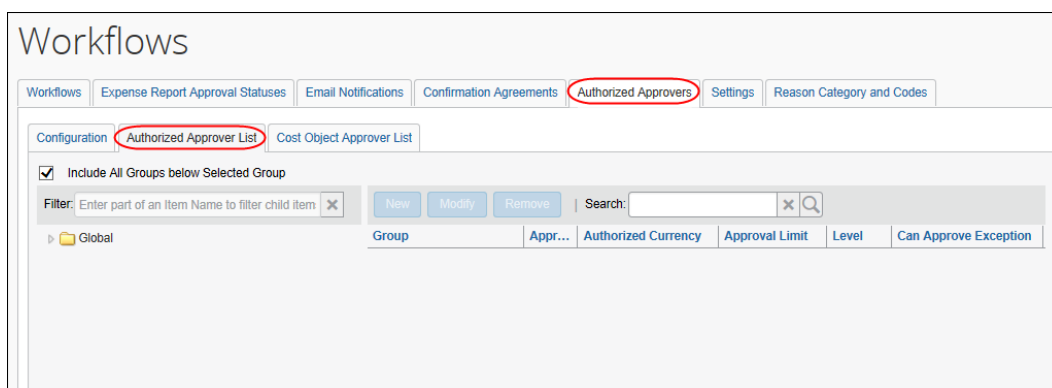 Workflows
Workflows Expense Report Approval Statuses Email Notifications Confirmation Agreements Authorized Approvers Settings Reason Category and Codes
Configuration Authorized Approver List Cost Object Approver List
Include All Groups below Selected Group
Filter: Enter part of an Item Name to filter child item New Modify Remove | Search:
Global Group Appr... Authorized Currency Approval Limit Level Can Approve Exception